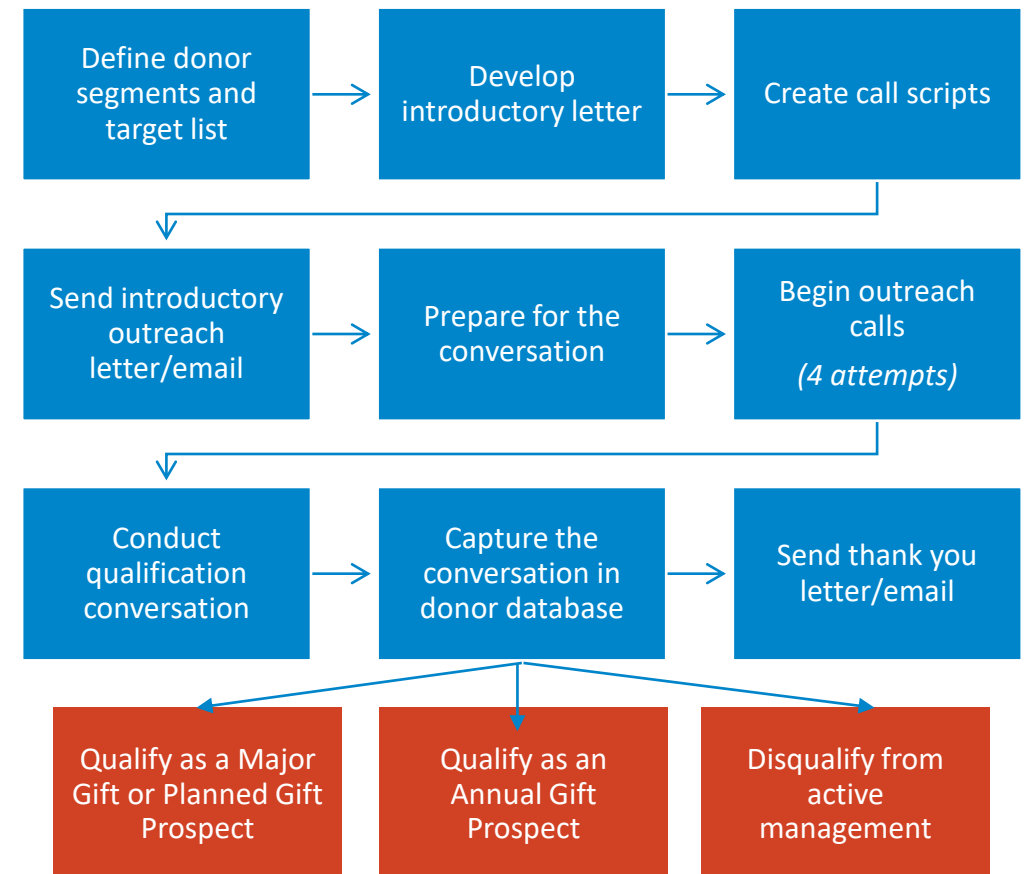 Define donor
segments and
target list
Develop
introductory letter
Create call scripts
Send introductory
outreach
letter/email
Prepare for the
conversation
Begin outreach
calls
(4 attempts)
Conduct
qualification
conversation
Capture the
conversation in
donor database
Send thank you
letter/email
Qualify as a Major
Gift or Planned Gift
Prospect
Qualify as an
Annual Gift
Prospect
Disqualify from
active
management